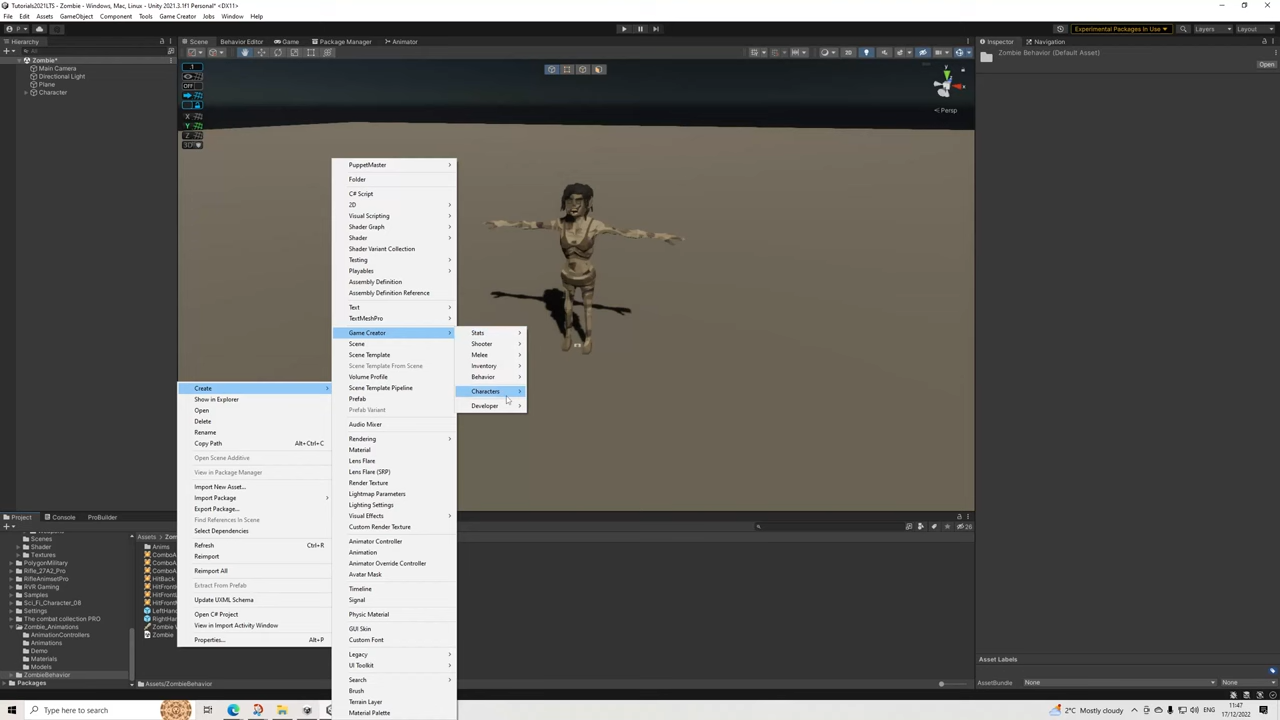 Tutorials2021LTS - Zombie - Windows, Mac, Linux - Unity 2021.3.1f1 Personal* <DX11>
File Edit Assets GameObject Component Tools Game Creator Jobs Window Help
P
Experimental Packages In Use
Layers
Layout
Hierarchy
Scene
Behavior Editor
Game
Package Manager
Animator
Inspector
Navigation
All
Zombie*
Main Camera
Directional Light
Plane
Character
2D
1
OFF
X
Y
Z
3D
y
x
Persp
Zombie Behavior (Default Asset)
Open
PuppetMaster
Folder
C# Script
2D
Visual Scripting
Shader Graph
Shader
Shader Variant Collection
Testing
Playables
Assembly Definition
Assembly Definition Reference
Text
TextMeshPro
Game Creator
Scene
Scene Template
Scene Template From Scene
Volume Profile
Scene Template Pipeline
Prefab
Prefab Variant
Audio Mixer
Rendering
Material
Lens Flare
Lens Flare (SRP)
Render Texture
Lightmap Parameters
Lighting Settings
Visual Effects
Custom Render Texture
Animator Controller
Animation
Animator Override Controller
Avatar Mask
Timeline
Signal
Physic Material
GUI Skin
Custom Font
Legacy
UI Toolkit
Search
Brush
Terrain Layer
Material Palette
Stats
Shooter
Melee
Inventory
Behavior
Characters
Developer
Create
Show in Explorer
Open
Delete
Rename
Copy Path Alt+Ctrl+C
Open Scene Additive
View in Package Manager
Import New Asset...
Import Package
Export Package...
Find References In Scene
Select Dependencies
Refresh Ctrl+R
Reimport
Reimport All
Extract From Prefab
Update UXML Schema
Open C# Project
View in Import Activity Window
Properties... Alt+P
Project
Console
ProBuilder
26
Scenes
Shader
Textures
PolygonMilitary
Rifle_27A2_Pro
RifleAnimsetPro
RVR Gaming
Samples
Sci_Fi_Character_08
Settings
The combat collection PRO
Zombie_Animations
AnimationControllers
Animations
Demo
Materials
Models
ZombieBehavior
Packages
Assets
Anims
HitBack
Zombie
Assets/ZombieBehavior
Asset Labels
AssetBundle
None
None
Type here to search
2°C Mostly cloudy
ENG
11:47
17/12/2022